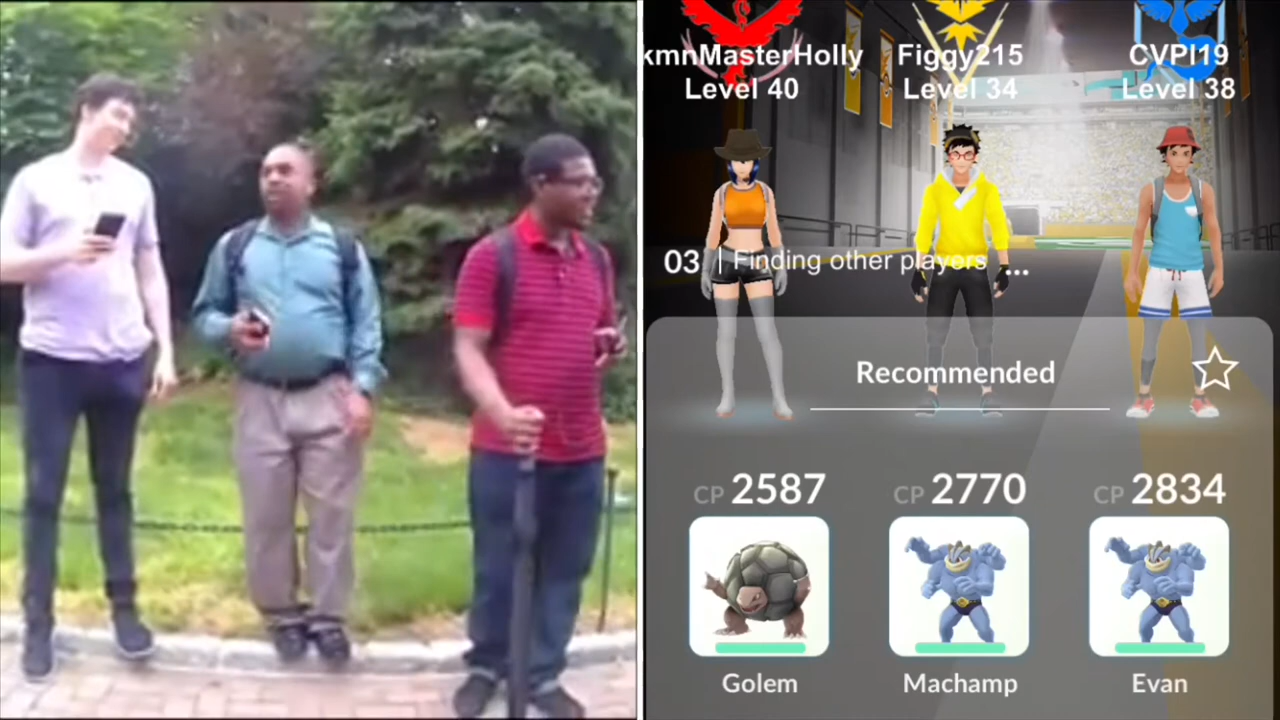 kmnMasterHolly
Level 40
Figgy215
Level 34
CVPI19
Level 38
03 | Finding other players ...
Recommended
CP 2587
CP 2770
CP 2834
Golem
Machamp
Evan